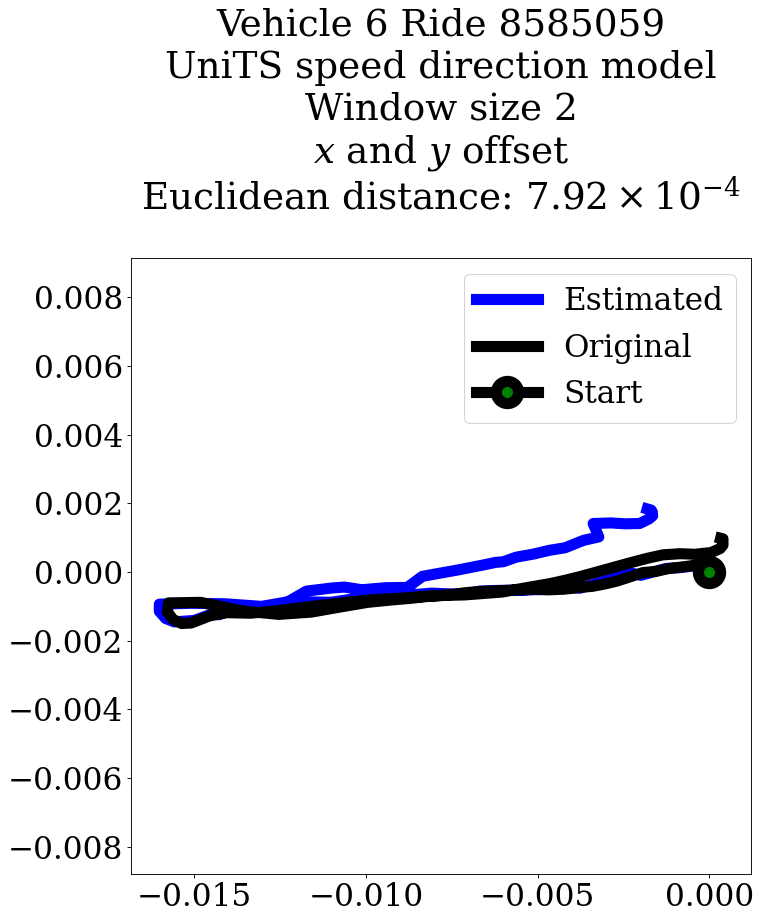 Vehicle 6 Ride 8585059
UniTS speed direction model
Window size 2
x and y offset
Euclidean distance: 7.92 × 10⁻⁴
Estimated
Original
Start
0.008
0.006
0.004
0.002
0.000
−0.002
−0.004
−0.006
−0.008
−0.015 −0.010 −0.005 0.000